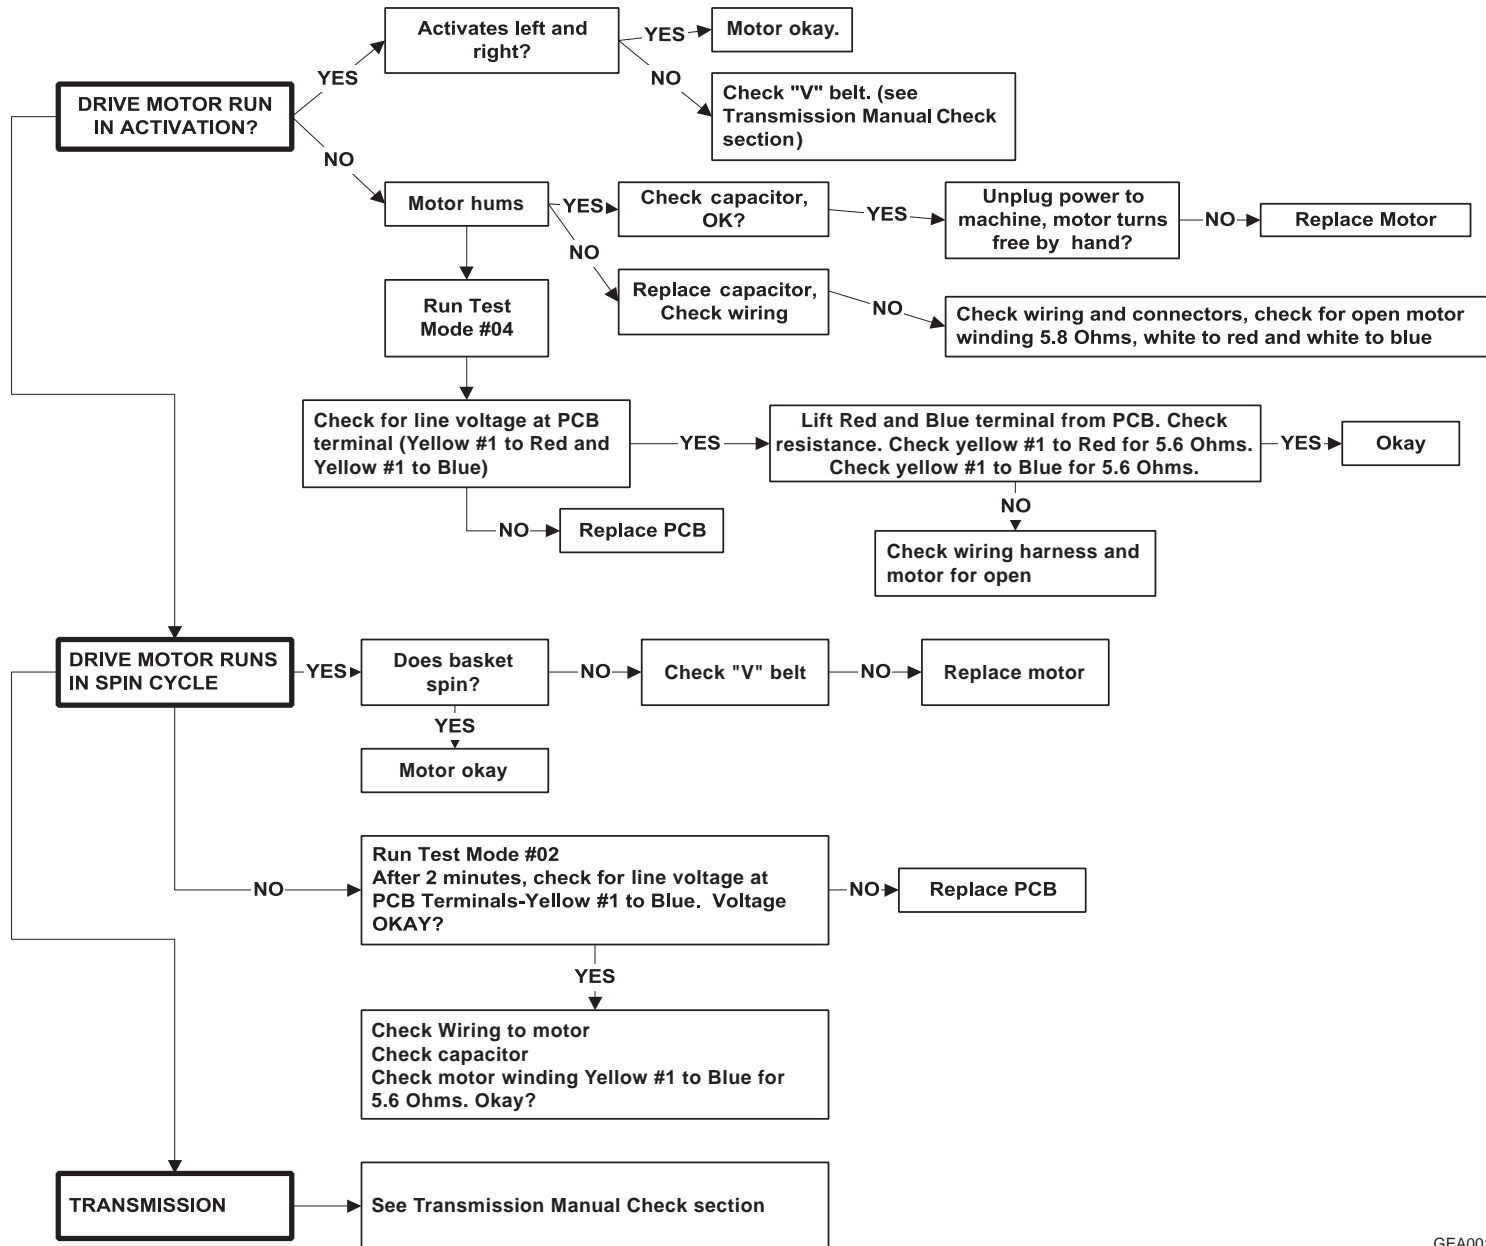 Activates left and
right?
YES
Motor okay.
YES
NO
DRIVE MOTOR RUN
IN ACTIVATION?
Check "V" belt. (see
Transmission Manual Check
section)
NO
Motor hums
YES
Check capacitor,
OK?
YES
Unplug power to
machine, motor turns
free by hand?
NO
Replace Motor
NO
Run Test
Mode #04
Replace capacitor,
Check wiring
NO
Check wiring and connectors, check for open motor
winding 5.8 Ohms, white to red and white to blue
Check for line voltage at PCB
terminal (Yellow #1 to Red and
Yellow #1 to Blue)
YES
Lift Red and Blue terminal from PCB. Check
resistance. Check yellow #1 to Red for 5.6 Ohms.
Check yellow #1 to Blue for 5.6 Ohms.
YES
Okay
NO
Replace PCB
NO
Check wiring harness and
motor for open
DRIVE MOTOR RUNS
IN SPIN CYCLE
YES
Does basket
spin?
NO
Check "V" belt
NO
Replace motor
YES
Motor okay
NO
Run Test Mode #02
After 2 minutes, check for line voltage at
PCB Terminals-Yellow #1 to Blue. Voltage
OKAY?
NO
Replace PCB
YES
Check Wiring to motor
Check capacitor
Check motor winding Yellow #1 to Blue for
5.6 Ohms. Okay?
TRANSMISSION
See Transmission Manual Check section